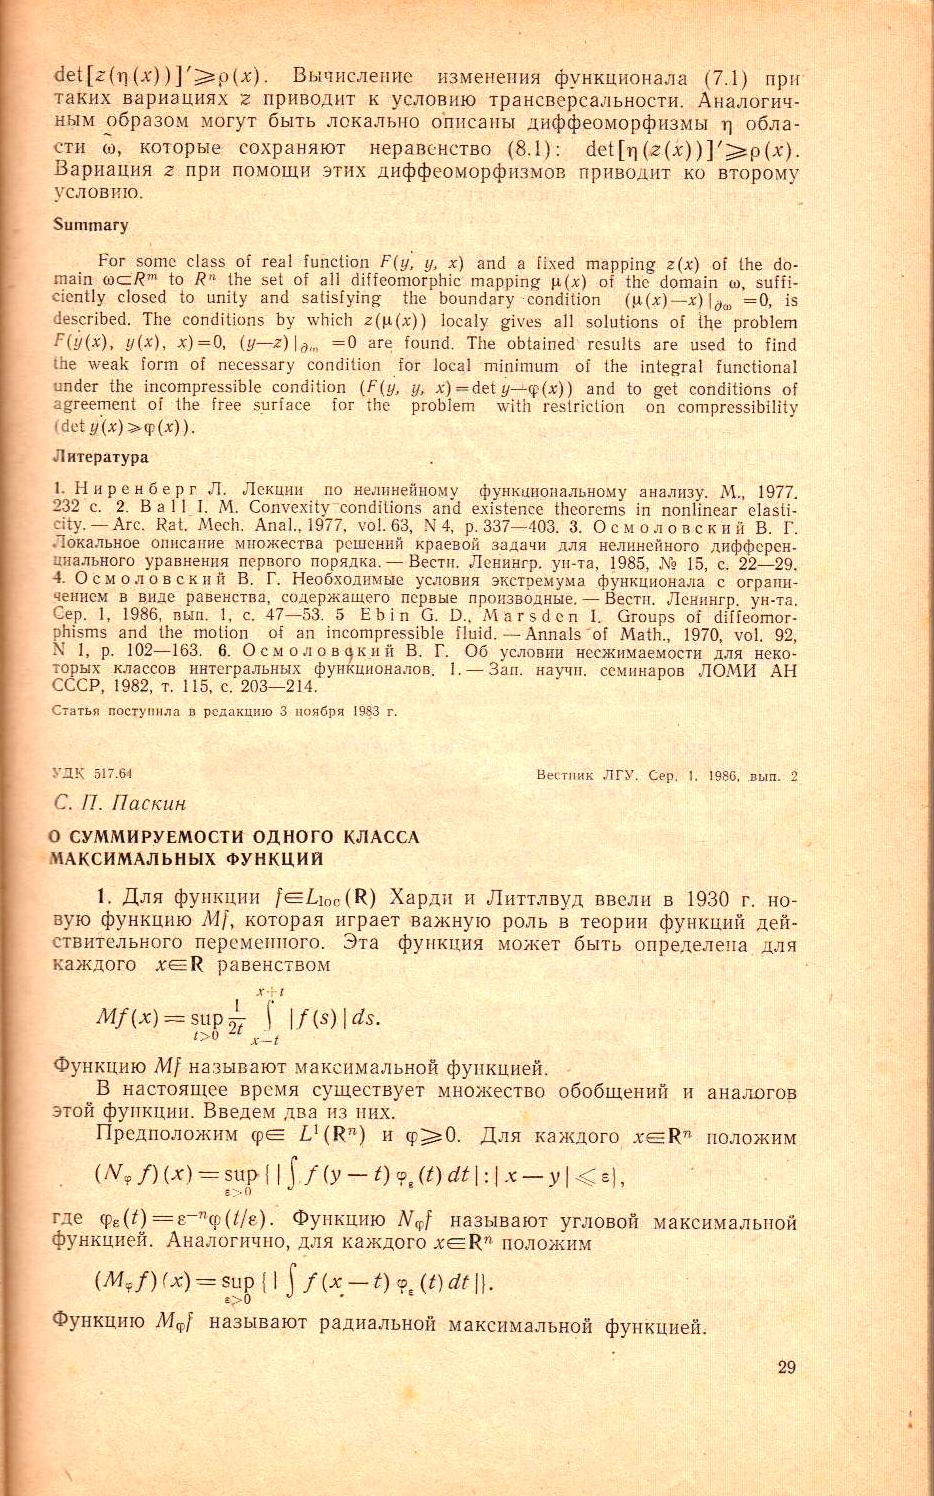 det[z(η(x))]′⩾ρ(x). Вычисление изменения функционала (7.1) при
таких вариациях z приводит к условию трансверсальности. Аналогич-
ным образом могут быть локально описаны диффеоморфизмы η обла-
сти ω̃, которые сохраняют неравенство (8.1): det[η(z(x))]′⩾ρ(x).
Вариация z при помощи этих диффеоморфизмов приводит ко второму
условию.
Summary
For some class of real function F(ẏ, y, x) and a fixed mapping z(x) of the do-
main ω⊂Rᵐ to Rⁿ the set of all diffeomorphic mapping μ(x) of the domain ω, suffi-
ciently closed to unity and satisfying the boundary condition (μ(x)—x)|∂ω =0, is
described. The conditions by which z(μ(x)) localy gives all solutions of the problem
F(ẏ(x), y(x), x)=0, (y—z)|∂ω =0 are found. The obtained results are used to find
the weak form of necessary condition for local minimum of the integral functional
under the incompressible condition (F(ẏ, y, x)=det ẏ—φ(x)) and to get conditions of
agreement of the free surface for the problem with restriction on compressibility
(det ẏ(x)⩾φ(x)).
Литература
1. Ниренберг Л. Лекции по нелинейному функциональному анализу. М., 1977.
232 с. 2. Ball I. M. Convexity conditions and existence theorems in nonlinear elasti-
city. — Arc. Rat. Mech. Anal., 1977, vol. 63, N 4, p. 337—403. 3. Осмоловский В. Г.
Локальное описание множества решений краевой задачи для нелинейного дифферен-
циального уравнения первого порядка. — Вестн. Ленингр. ун-та, 1985, № 15, с. 22—29.
4. Осмоловский В. Г. Необходимые условия экстремума функционала с ограни-
чением в виде равенства, содержащего первые производные. — Вестн. Ленингр. ун-та.
Сер. 1, 1986, вып. 1, с. 47—53. 5 Ebin G. D., Marsden I. Groups of diffeomor-
phisms and the motion of an incompressible fluid. — Annals of Math., 1970, vol. 92,
N 1, p. 102—163. 6. Осмоловский В. Г. Об условии несжимаемости для неко-
торых классов интегральных функционалов. 1. — Зап. научн. семинаров ЛОМИ АН
СССР, 1982, т. 115, с. 203—214.
Статья поступила в редакцию 3 ноября 1983 г.
УДК 517.64 Вестник ЛГУ. Сер. 1. 1986, вып. 2
С. П. Паскин
О СУММИРУЕМОСТИ ОДНОГО КЛАССА
МАКСИМАЛЬНЫХ ФУНКЦИЙ
1. Для функции f∈Lloc(R) Харди и Литтлвуд ввели в 1930 г. но-
вую функцию Mf, которая играет важную роль в теории функций дей-
ствительного переменного. Эта функция может быть определена для
каждого x∈R равенством
Mf(x) = sup_{t>0} 1/2t ∫_{x—t}^{x+t} |f(s)| ds.
Функцию Mf называют максимальной функцией.
В настоящее время существует множество обобщений и аналогов
этой функции. Введем два из них.
Предположим φ∈ L¹(Rⁿ) и φ⩾0. Для каждого x∈Rⁿ положим
(N_φ f)(x) = sup_{ε>0} {| ∫ f(y — t) φ_ε(t) dt | : | x — y | < ε},
где φ_ε(t)=ε⁻ⁿφ(t/ε). Функцию N_φf называют угловой максимальной
функцией. Аналогично, для каждого x∈Rⁿ положим
(M_φ f)(x) = sup_{ε>0} {| ∫ f(x — t) φ_ε(t) dt |}.
Функцию M_φf называют радиальной максимальной функцией.
29